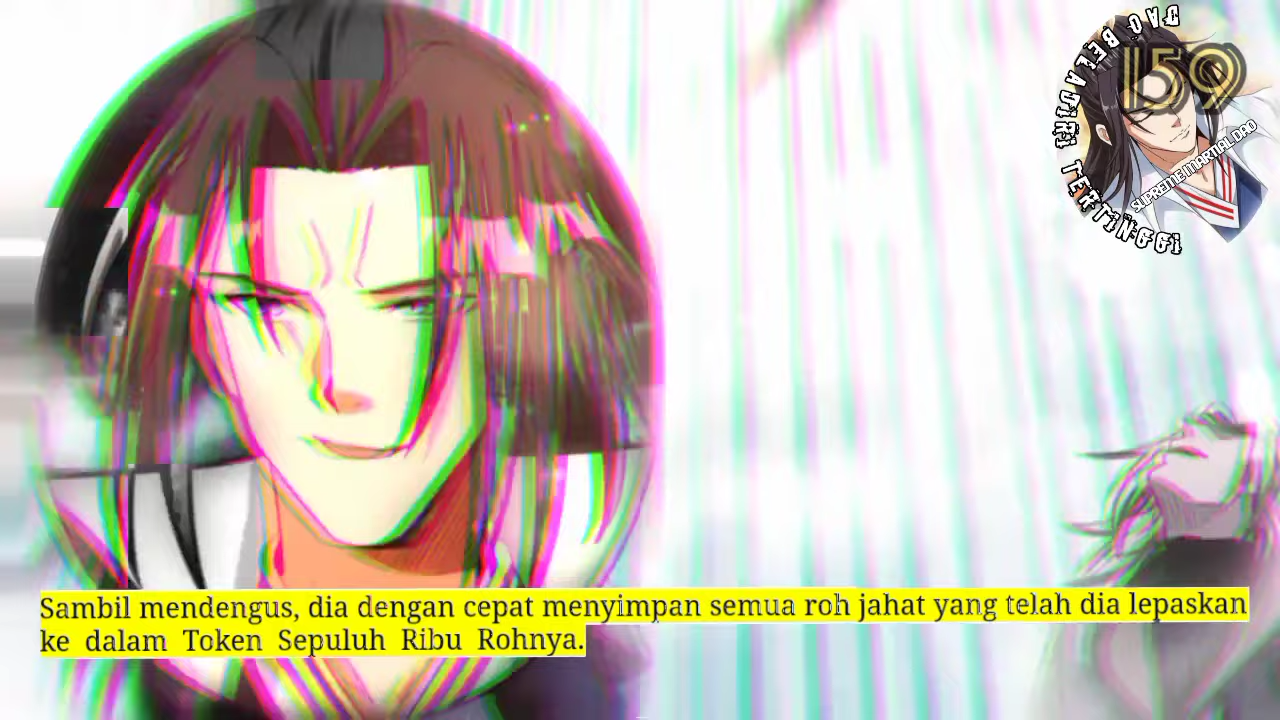 DAO BELADIRI TERTINGGI
159
SUPREME MARTIAL DAO
Sambil mendengus, dia dengan cepat menyimpan semua roh jahat yang telah dia lepaskan
ke dalam Token Sepuluh Ribu Rohnya.